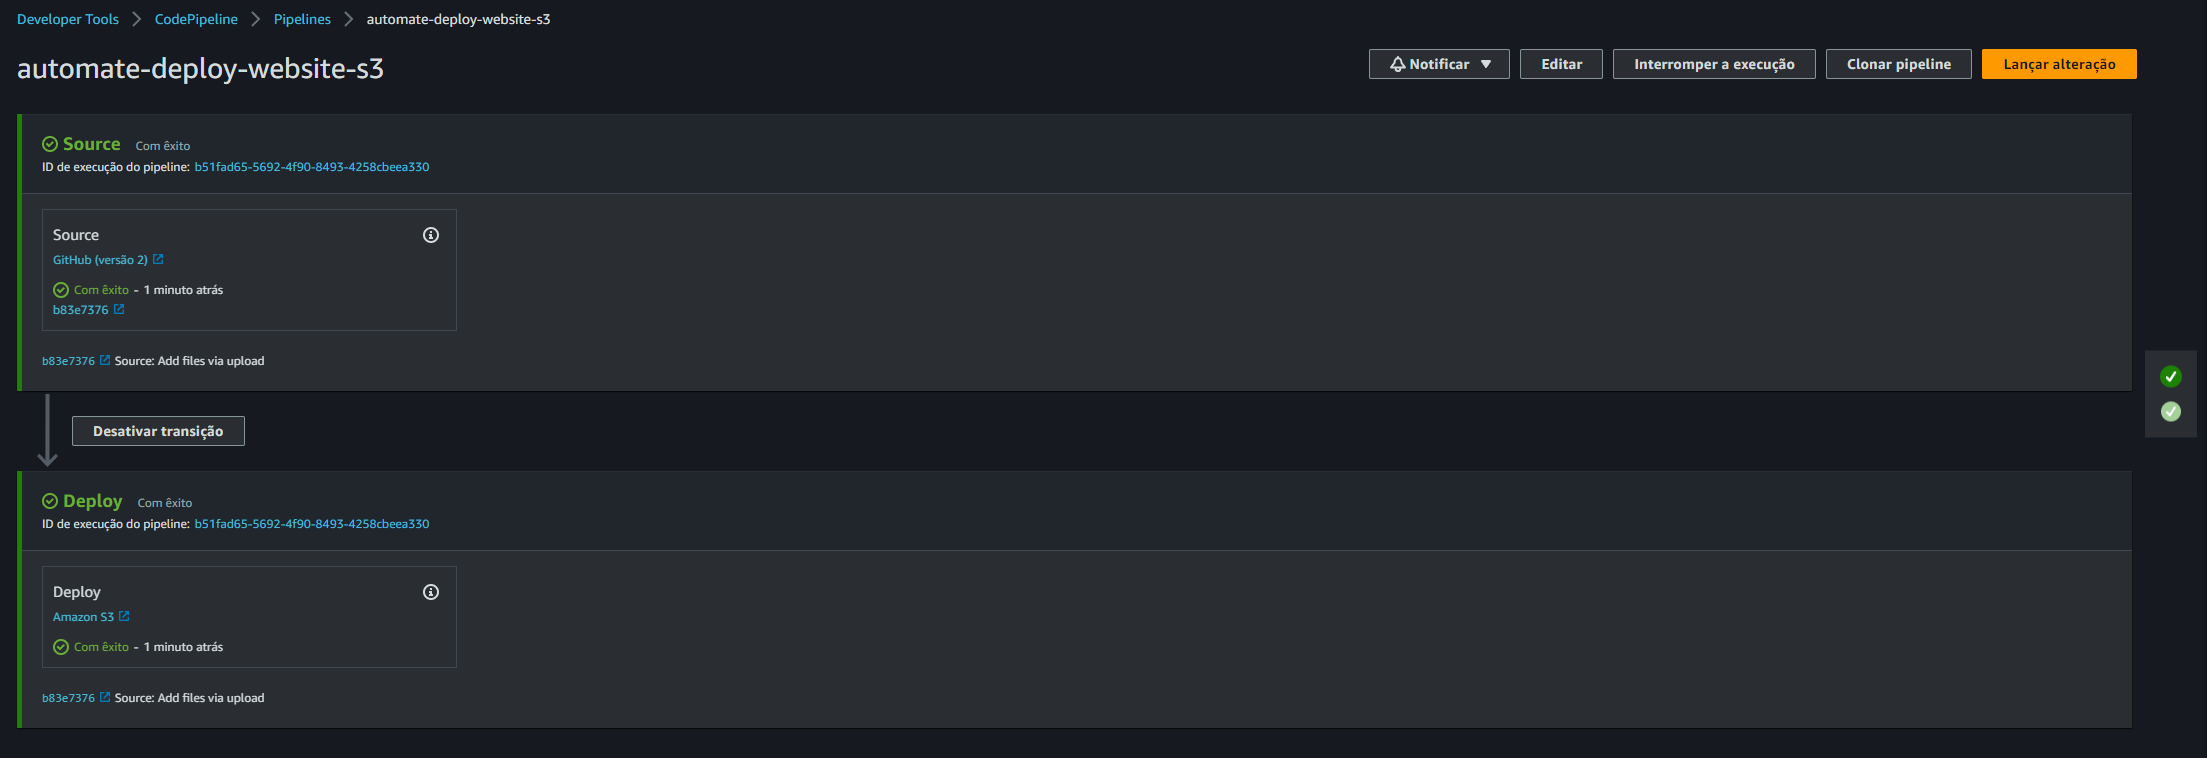 Developer Tools > CodePipeline > Pipelines > automate-deploy-website-s3
automate-deploy-website-s3
Notificar ▼ Editar Interromper a execução Clonar pipeline Lançar alteração
Source Com êxito
ID de execução do pipeline: b51fad65-5692-4f90-8493-4258cbeea330
Source
GitHub (versão 2)
Com êxito - 1 minuto atrás
b83e7376
b83e7376 Source: Add files via upload
Desativar transição
Deploy Com êxito
ID de execução do pipeline: b51fad65-5692-4f90-8493-4258cbeea330
Deploy
Amazon S3
Com êxito - 1 minuto atrás
b83e7376 Source: Add files via upload